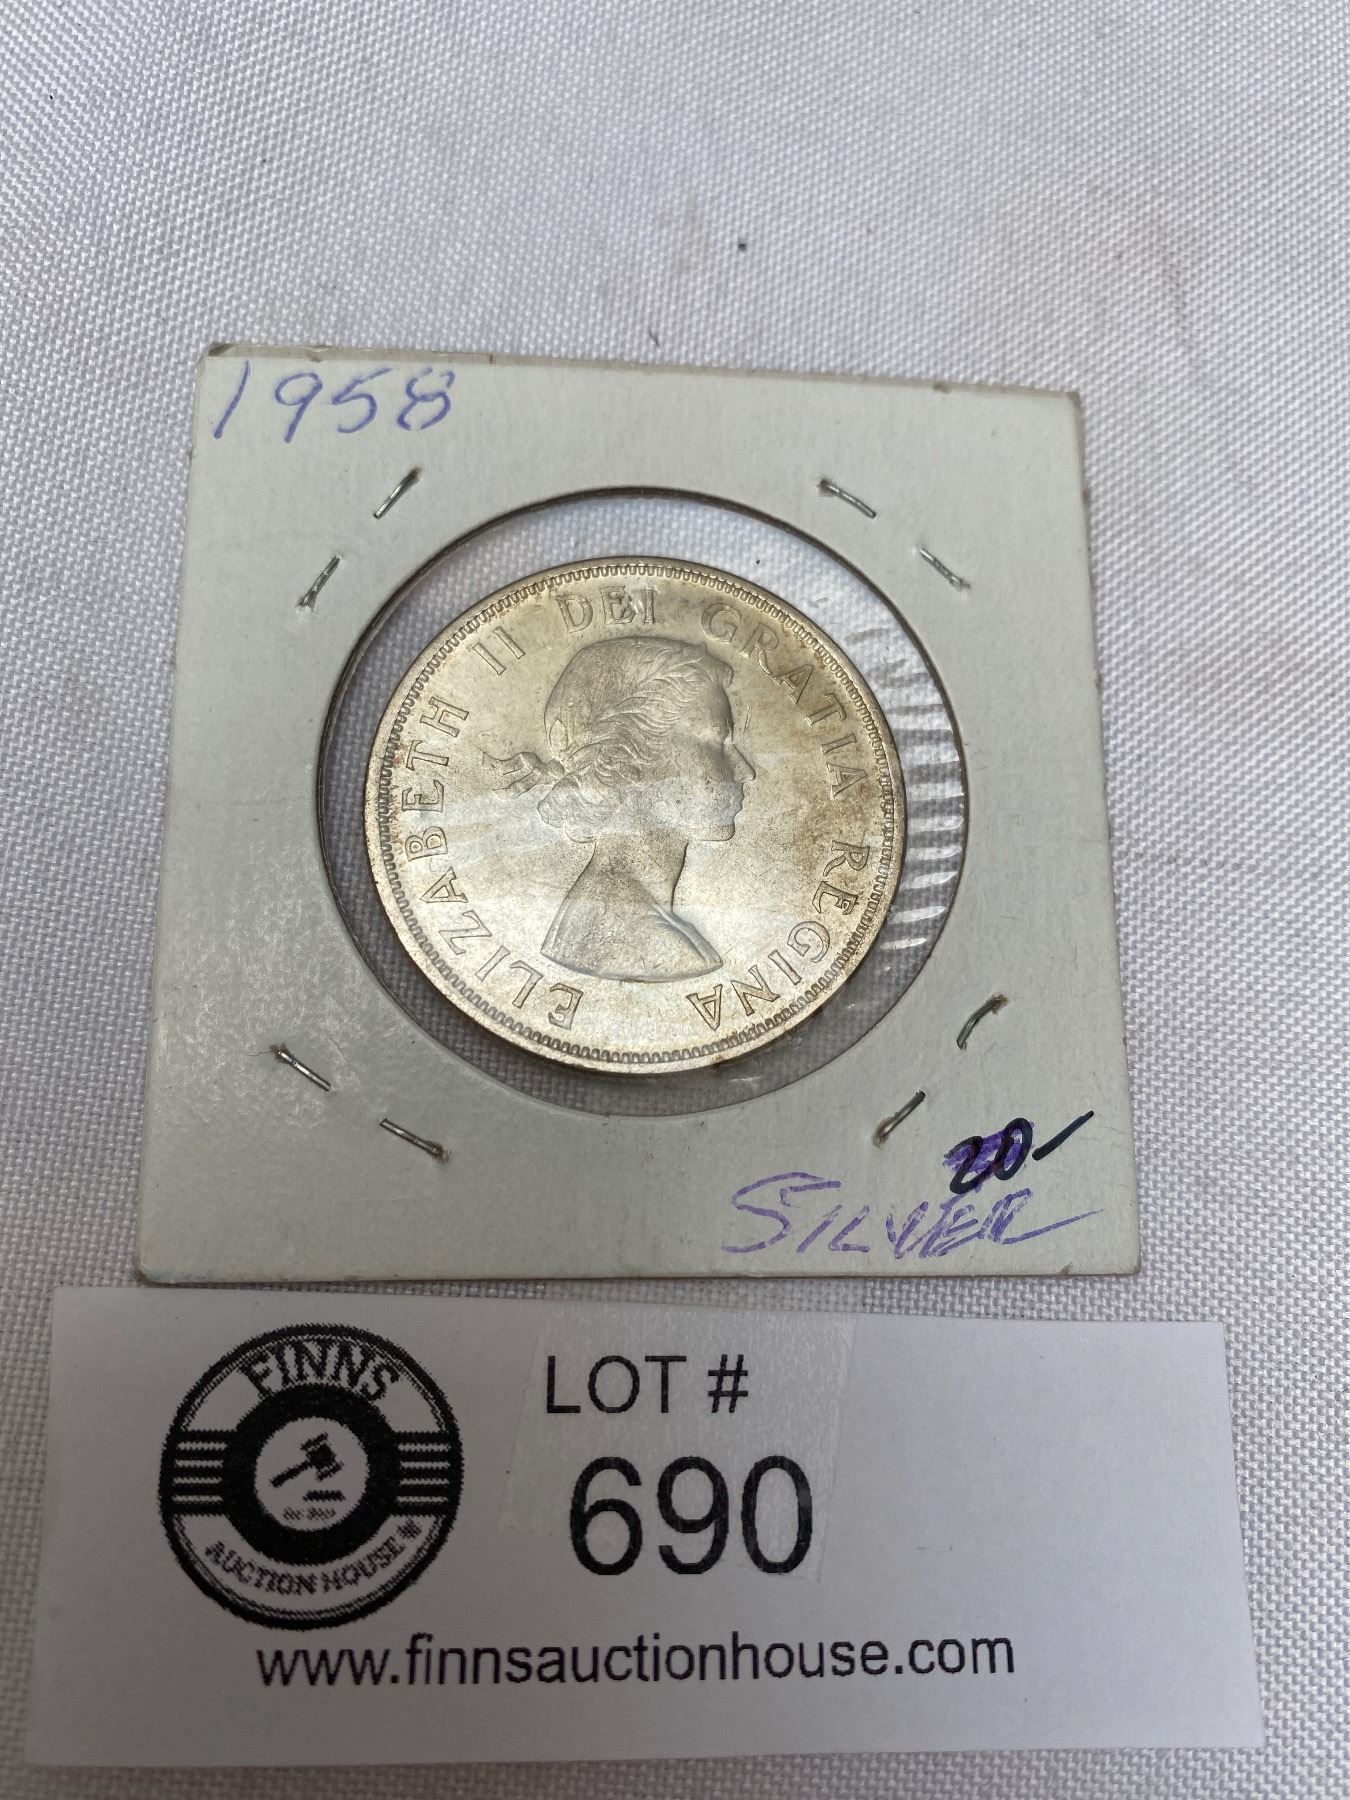 1958
ELIZABETH II DEI GRATIA REGINA
20-
SILVER
FINNS
AUCTION HOUSE
LOT #
690
www.finnsauctionhouse.com